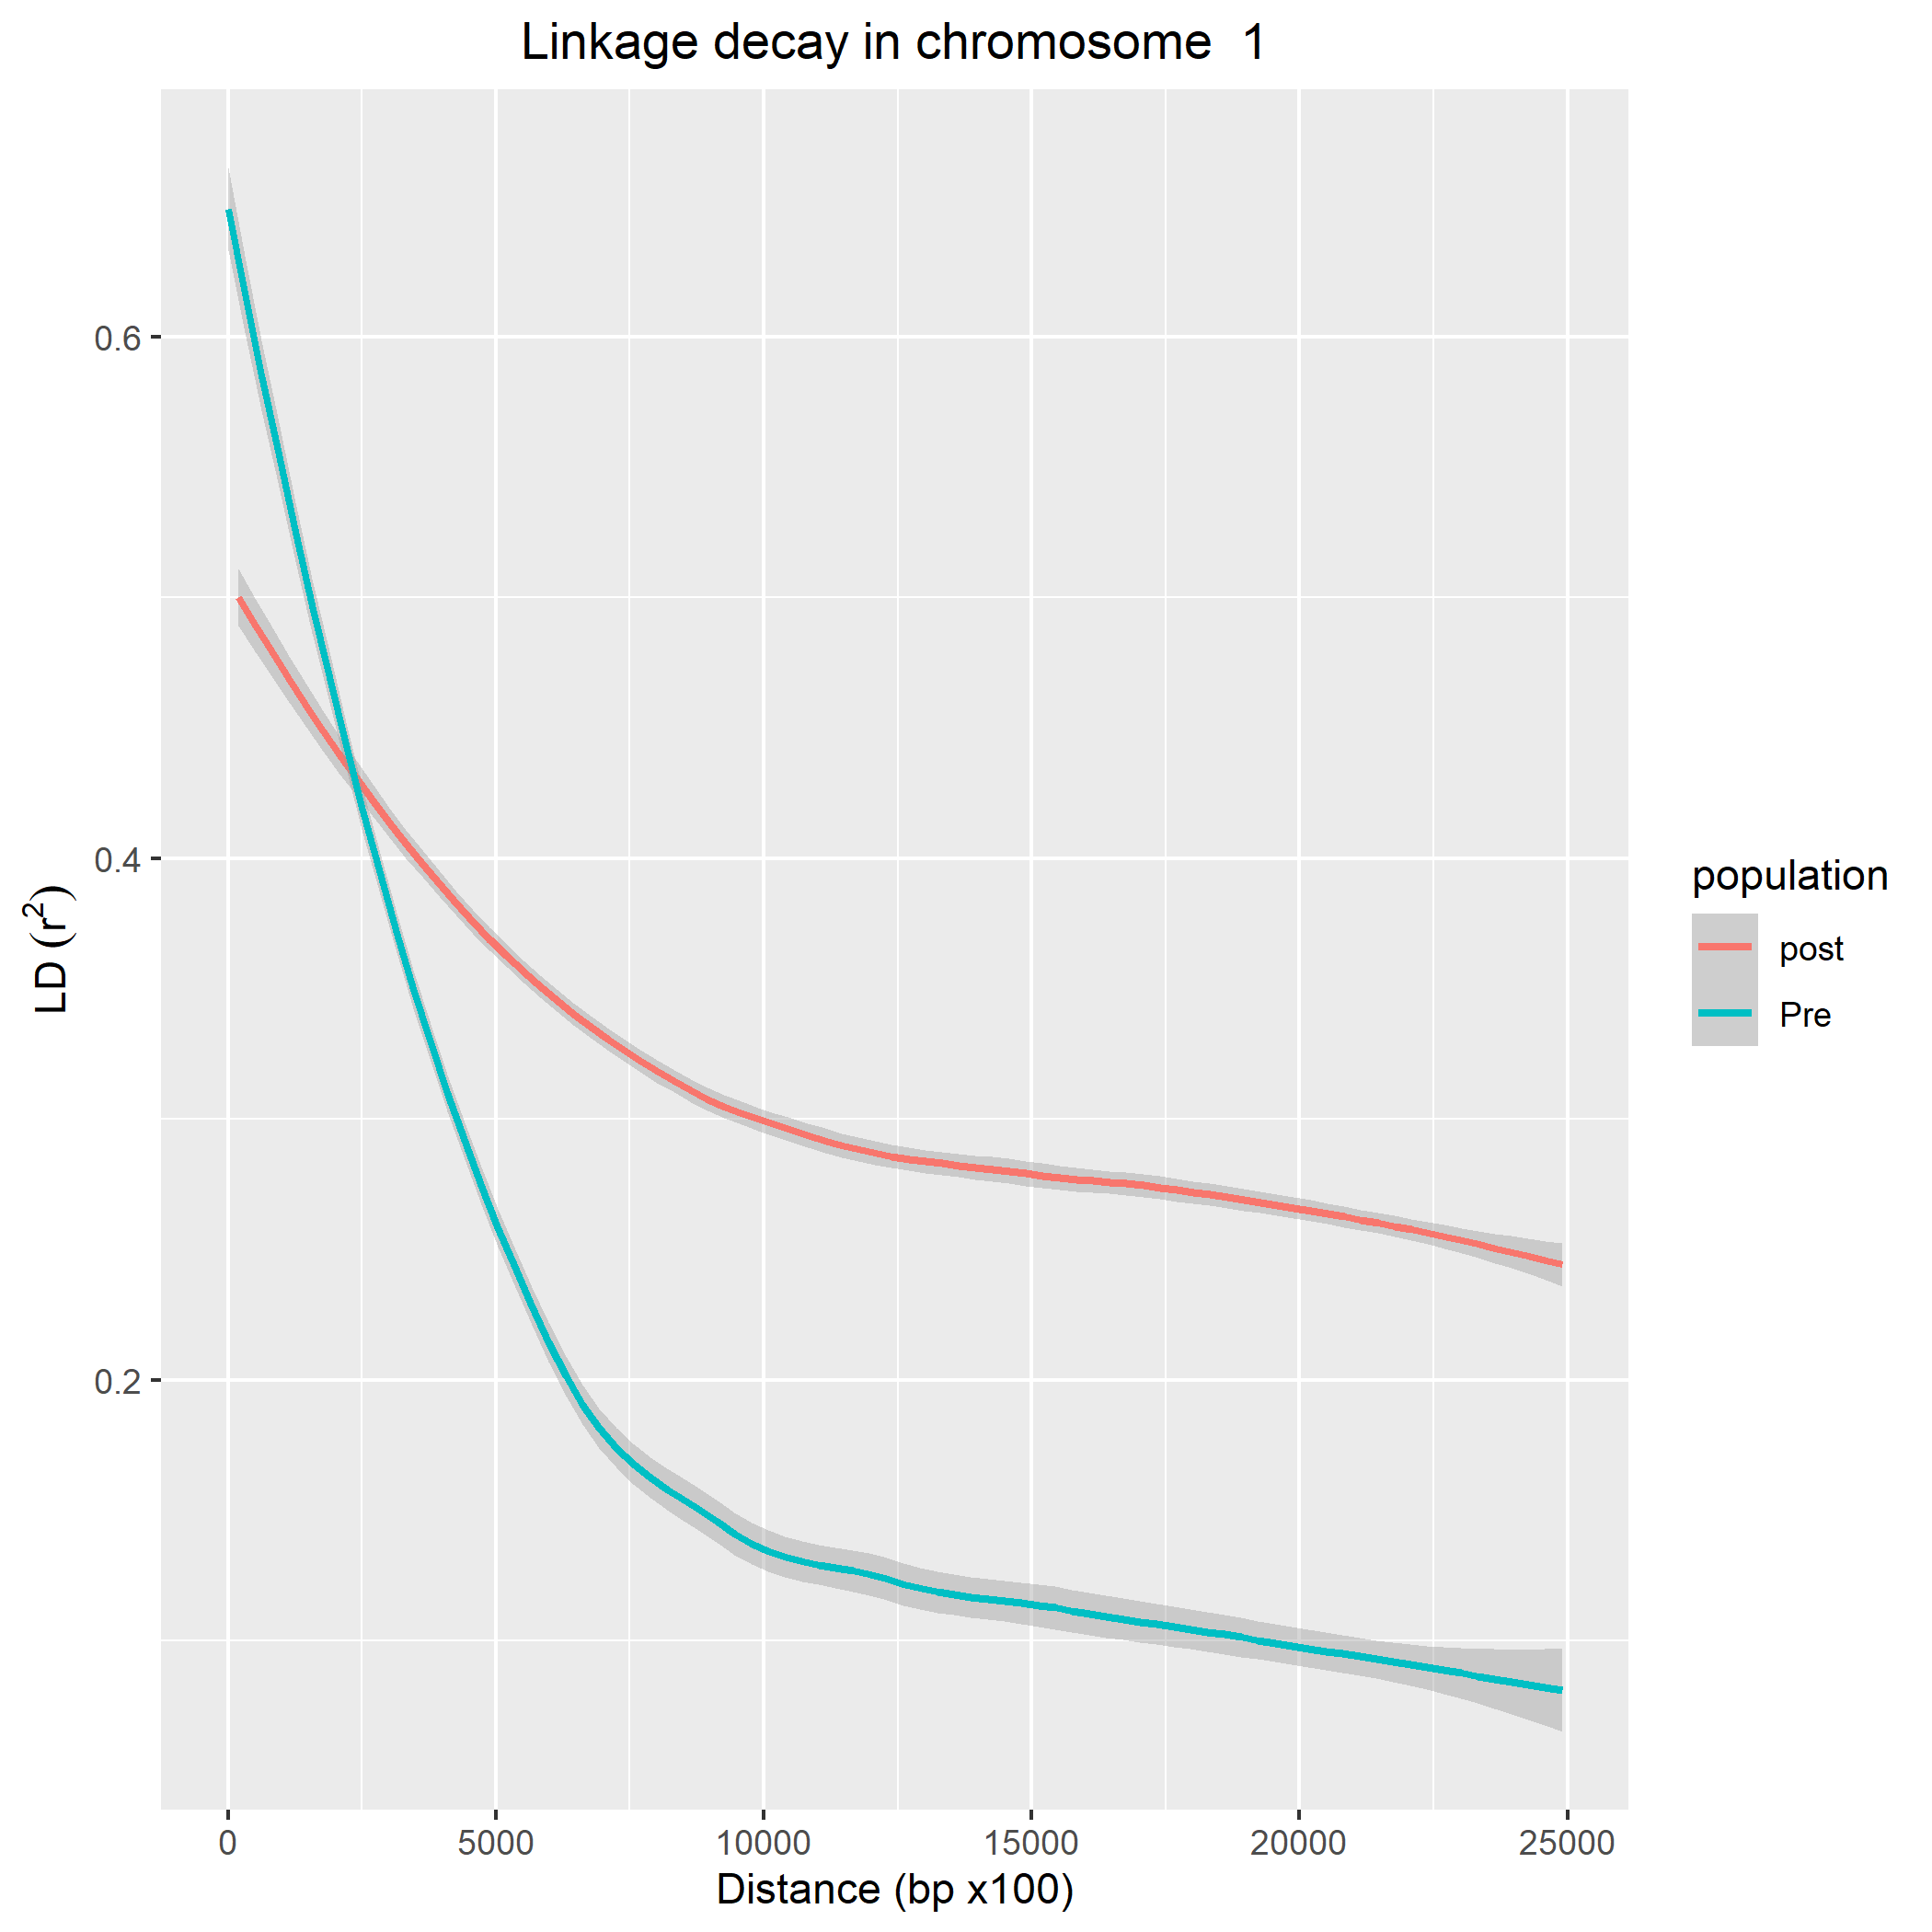 Linkage decay in chromosome  1
LD (r²)
0.6
0.4
0.2
0 5000 10000 15000 20000 25000
Distance (bp x100)
population
post
Pre